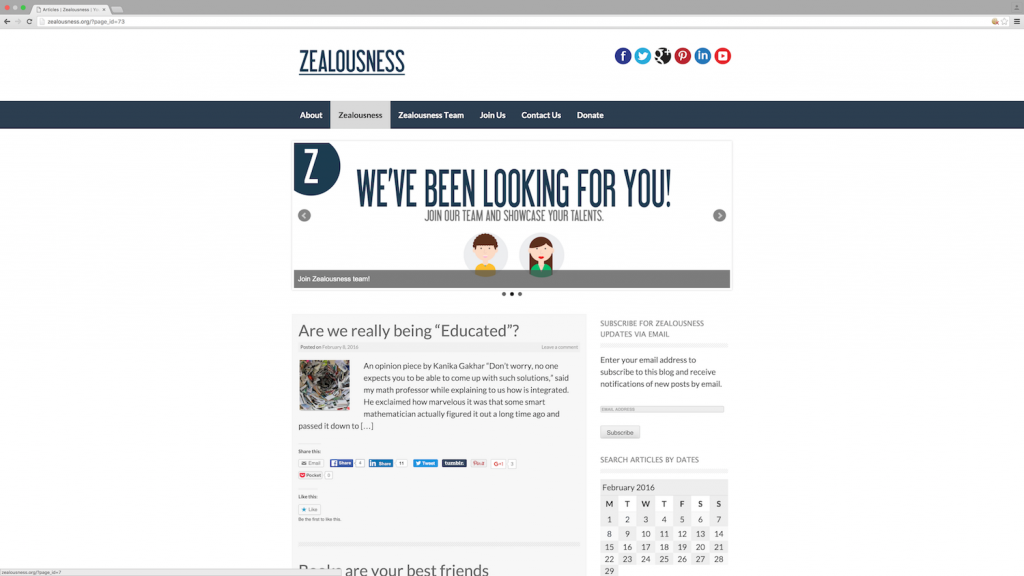 Articles | Zealousness / Yo
zealousness.org/?page_id=73
ZEALOUSNESS
About Zealousness Zealousness Team Join Us Contact Us Donate
Z
WE'VE BEEN LOOKING FOR YOU!
JOIN OUR TEAM AND SHOWCASE YOUR TALENTS.
Join Zealousness team!
Are we really being “Educated”?
Posted on February 8, 2016 Leave a comment
An opinion piece by Kanika Gakhar “Don't worry, no one
expects you to be able to come up with such solutions,” said
my math professor while explaining to us how is integrated.
He exclaimed how marvelous it was that some smart
mathematician actually figured it out a long time ago and
passed it down to […]
Share this:
Email Share 4 Share 11 Tweet tumblr. Pinit G+1 3
Pocket 0
Like this:
Like
Be the first to like this.
Books are your best friends
SUBSCRIBE FOR ZEALOUSNESS
UPDATES VIA EMAIL
Enter your email address to
subscribe to this blog and receive
notifications of new posts by email.
EMAIL ADDRESS
Subscribe
SEARCH ARTICLES BY DATES
February 2016
M T W T F S S
1 2 3 4 5 6 7
8 9 10 11 12 13 14
15 16 17 18 19 20 21
22 23 24 25 26 27 28
29
zealousness.org/?page_id=7